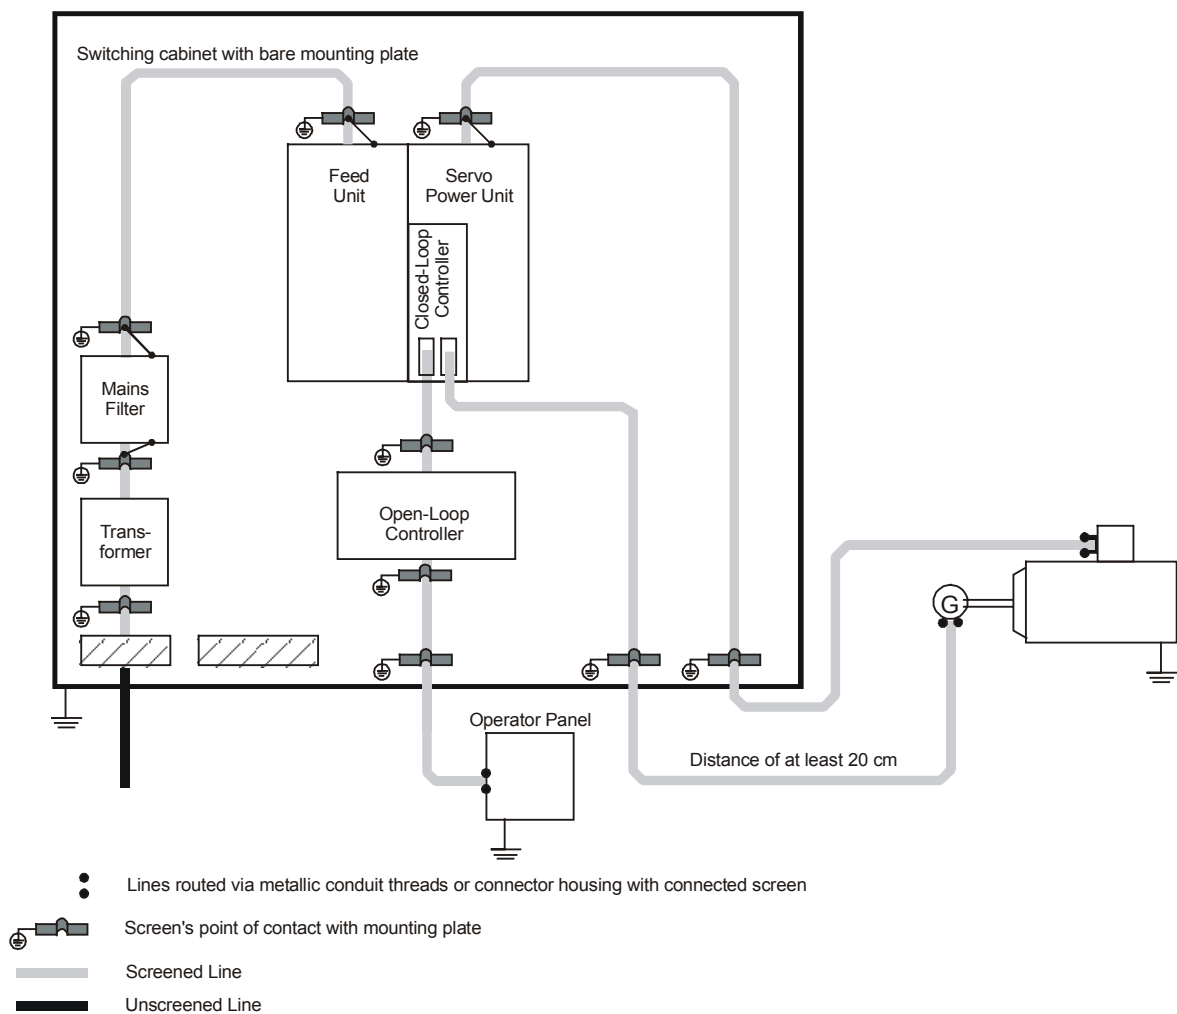 Switching cabinet with bare mounting plate
Feed
Unit
Servo
Power Unit
Closed-Loop
Controller
Mains
Filter
Trans-
former
Open-Loop
Controller
G
Operator Panel
Distance of at least 20 cm
Lines routed via metallic conduit threads or connector housing with connected screen
Screen's point of contact with mounting plate
Screened Line
Unscreened Line